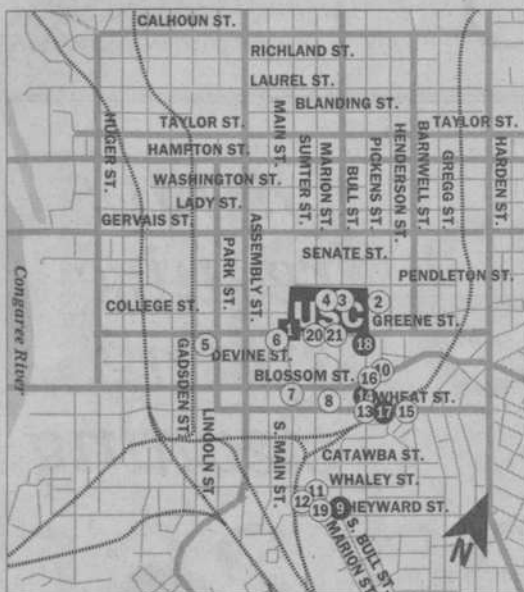 CALHOUN ST.
RICHLAND ST.
LAUREL ST.
BLANDING ST.
TAYLOR ST.
TAYLOR ST.
HUGER ST.
MAIN ST.
SUMTER ST.
MARION ST.
BULL ST.
PICKENS ST.
HENDERSON ST.
BARNWELL ST.
GREGG ST.
HARDEN ST.
HAMPTON ST.
WASHINGTON ST.
LADY ST.
GERVAIS ST.
PARK ST.
ASSEMBLY ST.
SENATE ST.
PENDLETON ST.
Congaree River
COLLEGE ST.
4 3 2
USC
GREENE ST.
1
5 6 20 21 18
GADSDEN ST.
DEVINE ST.
10
BLOSSOM ST. 16
7 8 WHEAT ST.
13 17 15
LINCOLN ST.
S. MAIN ST.
CATAWBA ST.
WHALEY ST.
11
12 19 9 HEYWARD ST.
S. BULL ST.
MARION ST.
N